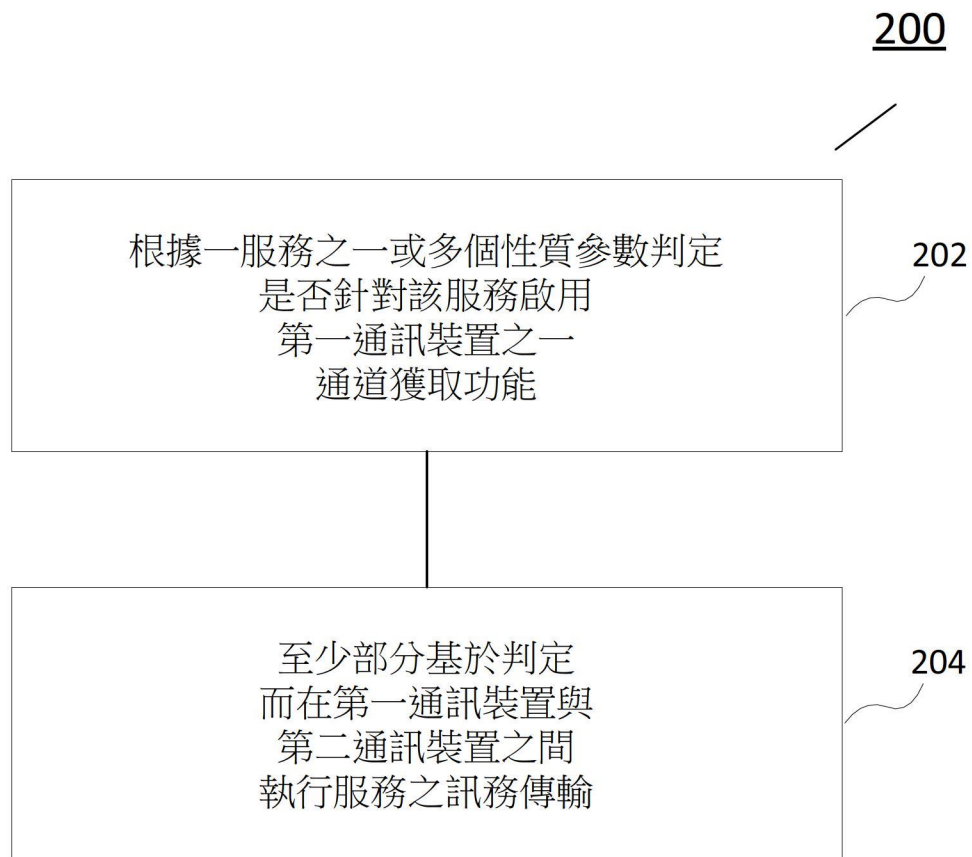 200
根據一服務之一或多個性質參數判定
是否針對該服務啟用
第一通訊裝置之一
通道獲取功能
202
至少部分基於判定
而在第一通訊裝置與
第二通訊裝置之間
執行服務之訊務傳輸
204